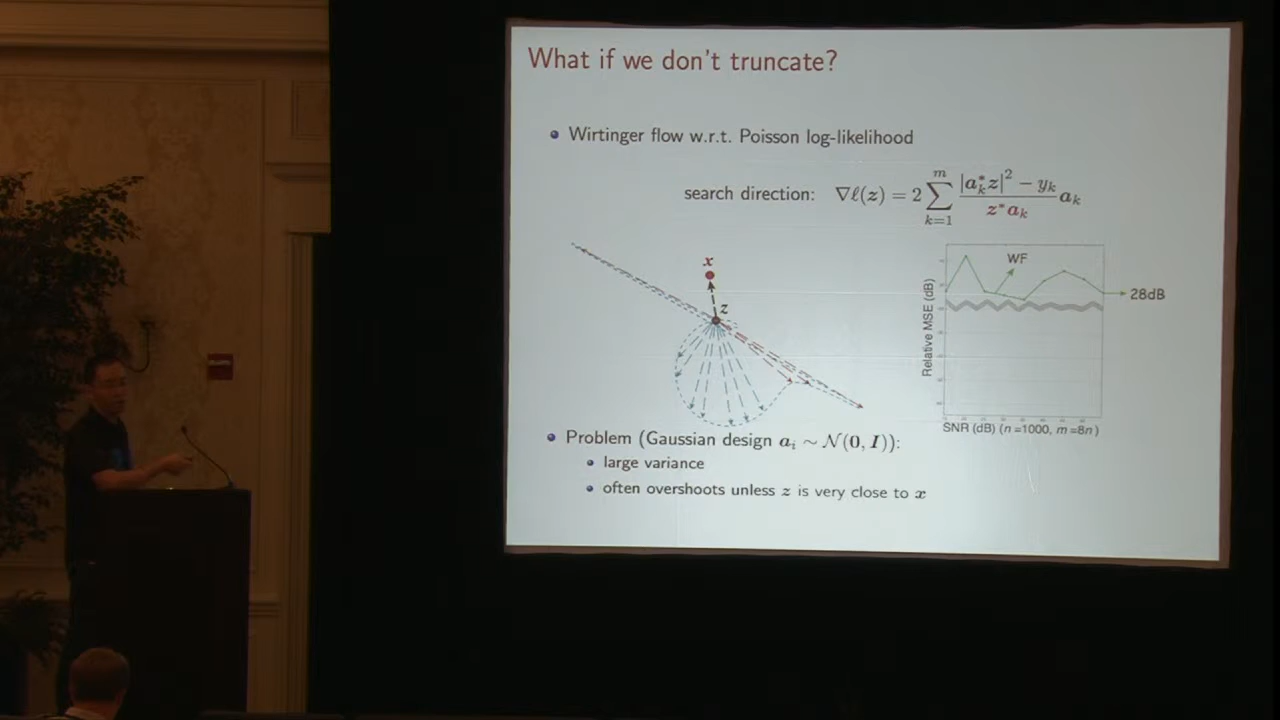 What if we don't truncate?
Wirtinger flow w.r.t. Poisson log-likelihood
search direction: ∇ℓ(z) = 2 ∑_{k=1}^{m} (|a_k^* z|^2 − y_k) / (z^* a_k) a_k
x
z
WF
28dB
Relative MSE (dB)
SNR (dB) (n =1000, m =8n)
Problem (Gaussian design a_i ∼ N(0, I)):
large variance
often overshoots unless z is very close to x